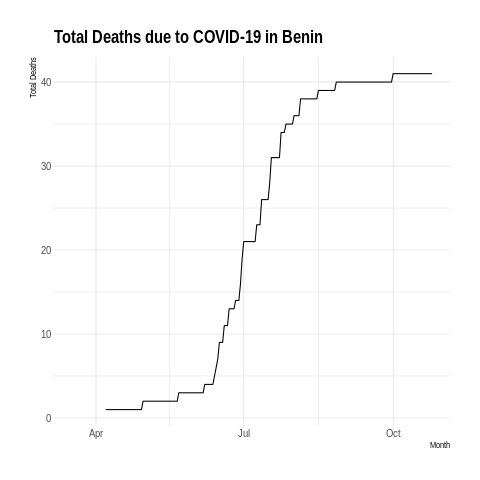 Total Deaths due to COVID-19 in Benin
Total Deaths
40
30
20
10
0
Apr
Jul
Oct
Month